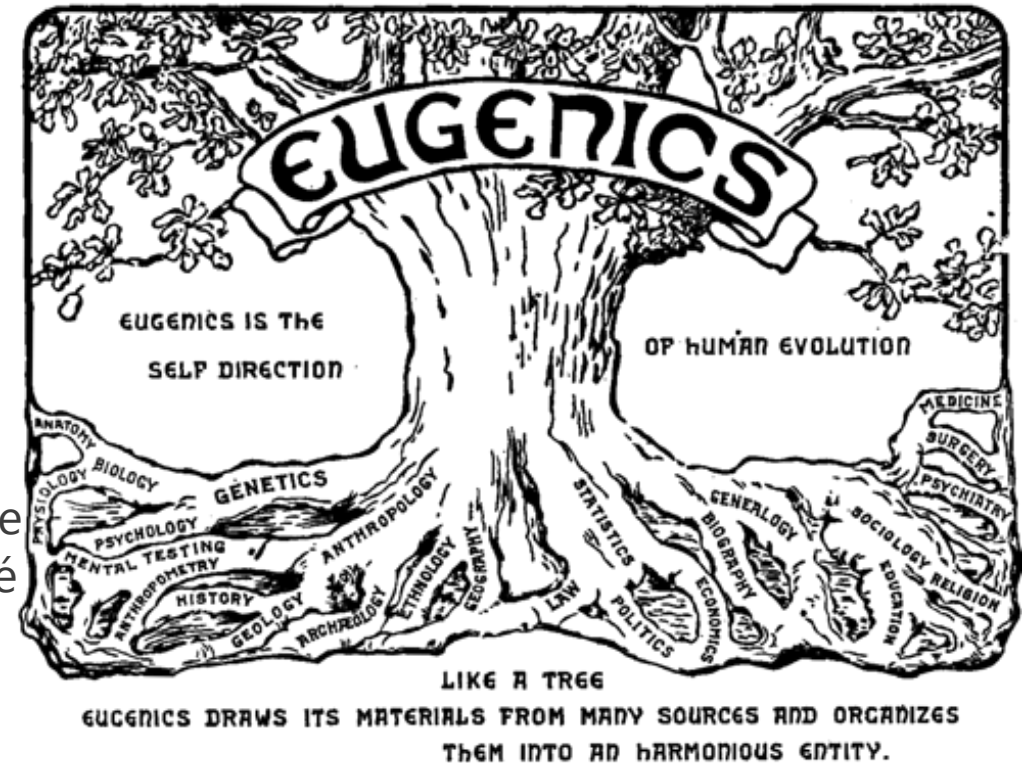 EUGENICS
EUGENICS IS THE
SELF DIRECTION
OF HUMAN EVOLUTION
ANATOMY
PHYSIOLOGY
BIOLOGY
GENETICS
PSYCHOLOGY
MENTAL TESTING
ANTHROPOMETRY
HISTORY
GEOLOGY
ANTHROPOLOGY
ARCHÆOLOGY
ETHNOLOGY
GEOGRAPHY
LAW
STATISTICS
POLITICS
ECONOMICS
BIOGRAPHY
GENEALOGY
EDUCATION
SOCIOLOGY
RELIGION
PSYCHIATRY
SURGERY
MEDICINE
e
é
LIKE A TREE
EUGENICS DRAWS ITS MATERIALS FROM MANY SOURCES AND ORGANIZES
THEM INTO AN HARMONIOUS ENTITY.